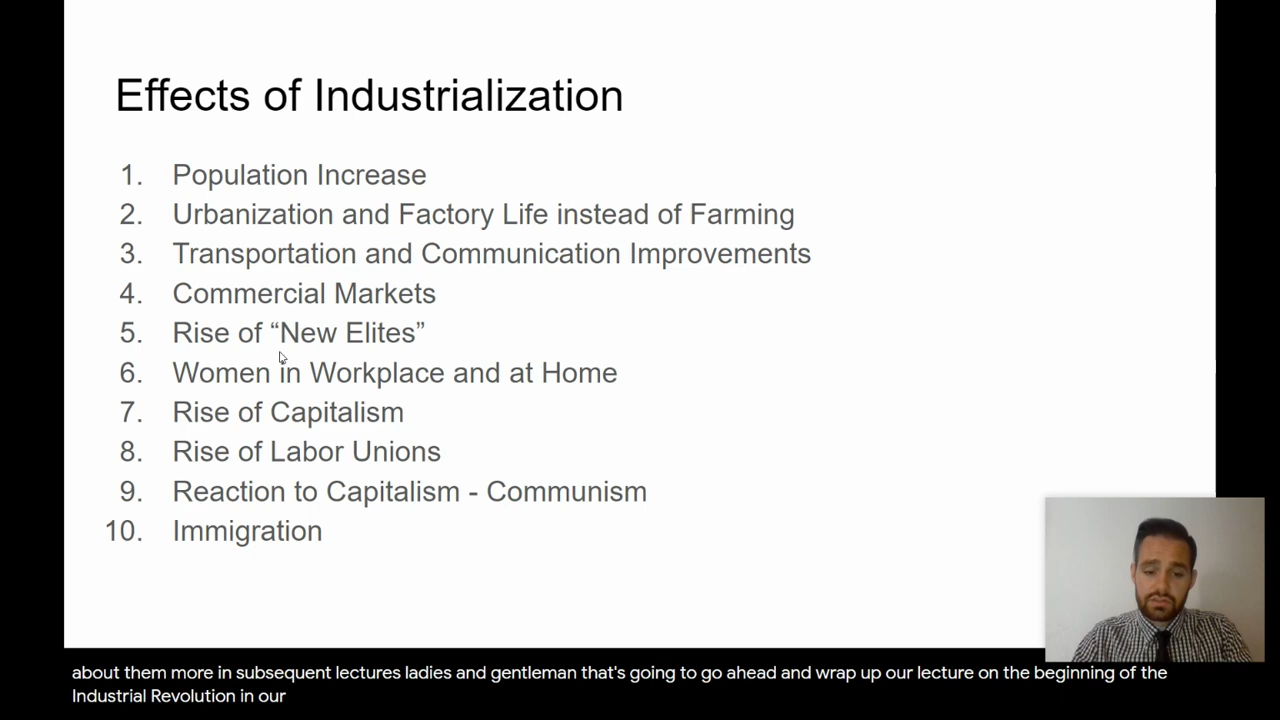 Effects of Industrialization
1. Population Increase
2. Urbanization and Factory Life instead of Farming
3. Transportation and Communication Improvements
4. Commercial Markets
5. Rise of “New Elites”
6. Women in Workplace and at Home
7. Rise of Capitalism
8. Rise of Labor Unions
9. Reaction to Capitalism - Communism
10. Immigration
about them more in subsequent lectures ladies and gentleman that's going to go ahead and wrap up our lecture on the beginning of the
Industrial Revolution in our